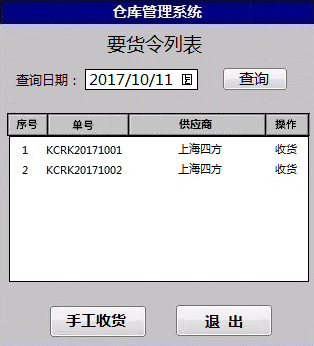 仓库管理系统
要货令列表
查询日期： 2017/10/11 查询
序号 单号 供应商 操作
1 KCRK20171001 上海四方 收货
2 KCRK20171002 上海四方 收货
手工收货 退 出